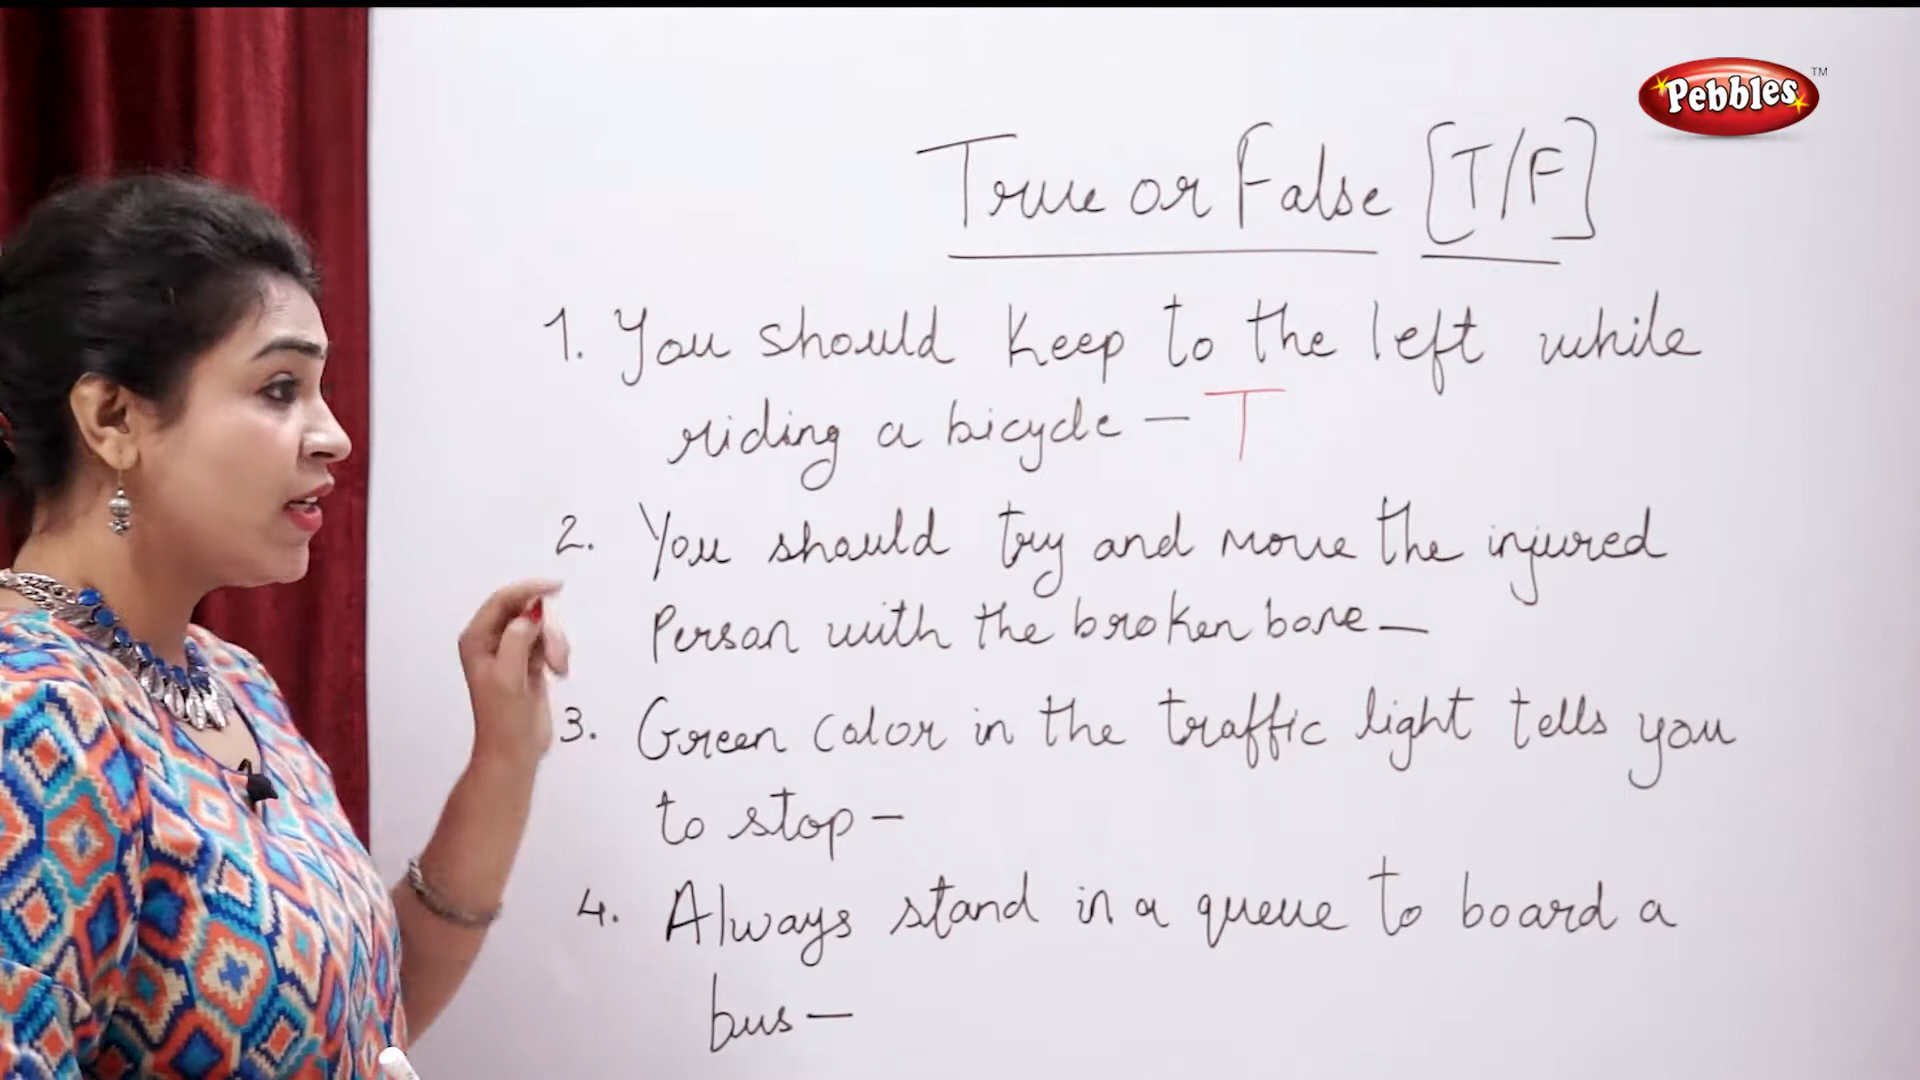 Pebbles TM
True or False [T/F]
1. You should keep to the left while
riding a bicycle - T
2. You should try and move the injured
Person with the broken bone -
3. Green color in the traffic light tells you
to stop -
4. Always stand in a queue to board a
bus -